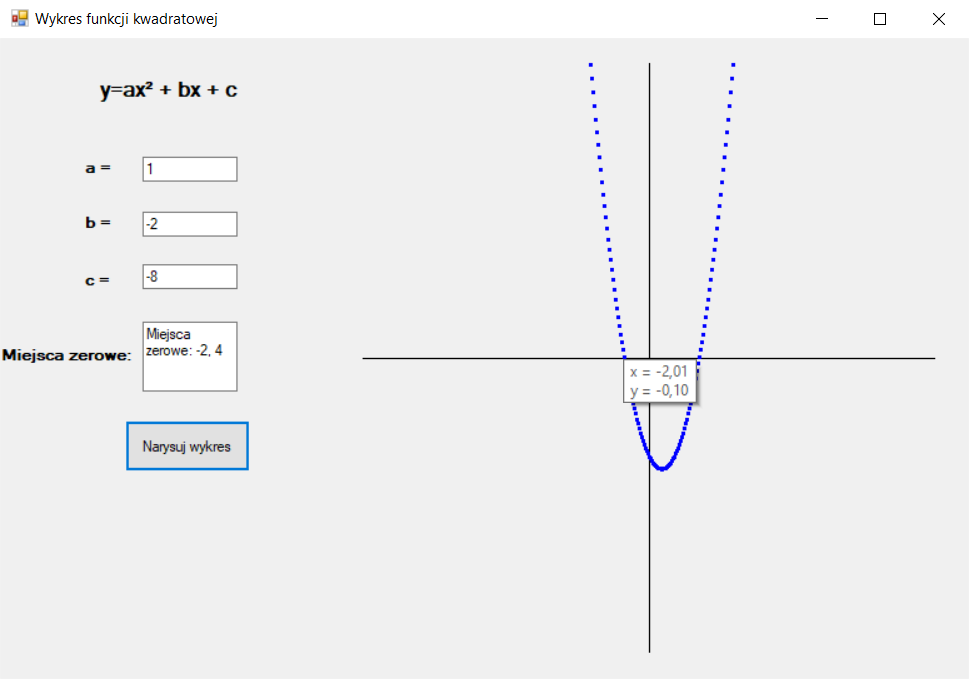 Wykres funkcji kwadratowej
y=ax² + bx + c
a =
1
b =
-2
c =
-8
Miejsca zerowe:
Miejsca
zerowe: -2, 4
Narysuj wykres
x = -2,01
y = -0,10